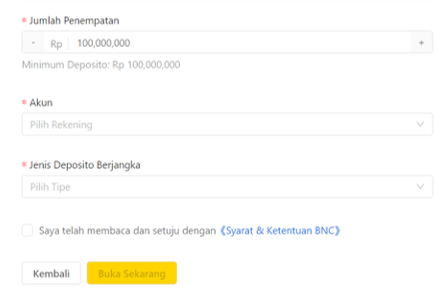 * Jumlah Penempatan
- Rp 100,000,000 +
Minimum Deposito: Rp 100,000,000
* Akun
Pilih Rekening
* Jenis Deposito Berjangka
Pilih Tipe
Saya telah membaca dan setuju dengan 《Syarat & Ketentuan BNC》
Kembali Buka Sekarang